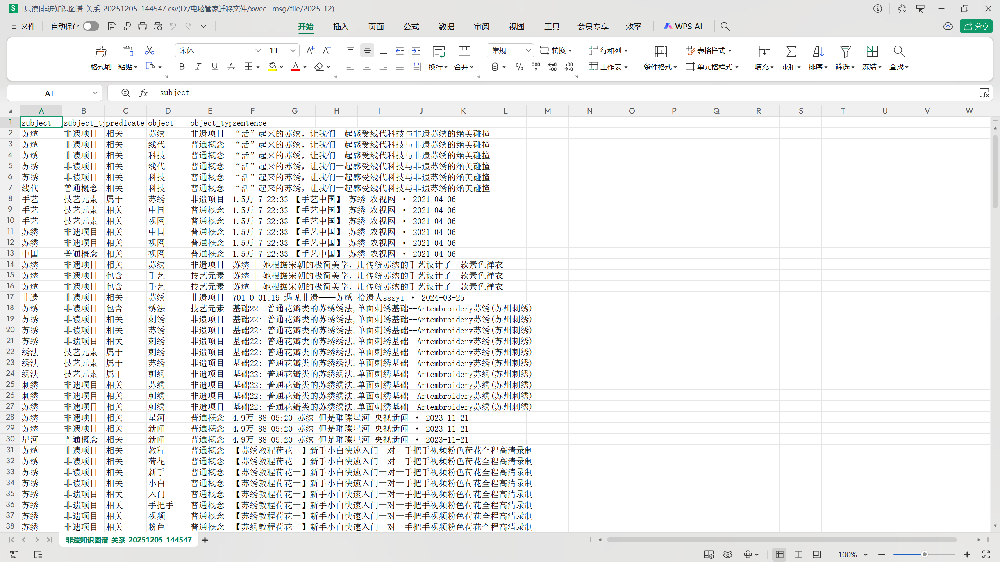 [只读]非遗知识图谱_关系_20251205_144547.csv(D:/电脑管家迁移文件/xwec...msg/file/2025-12)
文件 自动保存 开始 插入 页面 公式 数据 审阅 视图 工具 会员专享 效率 WPS AI 分享
宋体 11 常规 转换 行和列 表格样式
格式刷 粘贴 换行 合并 工作表 条件格式 单元格样式 填充 求和 排序 筛选 冻结 查找
A1 fx subject
A B C D E F G H I J K L M N O P Q R S T U V W
1 subject subject_ty predicate object object_typ sentence
2 苏绣 非遗项目 相关 苏绣 非遗项目 “活”起来的苏绣，让我们一起感受线代科技与非遗苏绣的绝美碰撞
3 苏绣 非遗项目 相关 线代 普通概念 “活”起来的苏绣，让我们一起感受线代科技与非遗苏绣的绝美碰撞
4 苏绣 非遗项目 相关 科技 普通概念 “活”起来的苏绣，让我们一起感受线代科技与非遗苏绣的绝美碰撞
5 苏绣 非遗项目 相关 线代 普通概念 “活”起来的苏绣，让我们一起感受线代科技与非遗苏绣的绝美碰撞
6 苏绣 非遗项目 相关 科技 普通概念 “活”起来的苏绣，让我们一起感受线代科技与非遗苏绣的绝美碰撞
7 线代 普通概念 相关 科技 普通概念 “活”起来的苏绣，让我们一起感受线代科技与非遗苏绣的绝美碰撞
8 手艺 技艺元素 属于 苏绣 非遗项目 1.5万 7 22:33 【手艺中国】 苏绣 农视网 · 2021-04-06
9 手艺 技艺元素 相关 中国 普通概念 1.5万 7 22:33 【手艺中国】 苏绣 农视网 · 2021-04-06
10 手艺 技艺元素 相关 视网 普通概念 1.5万 7 22:33 【手艺中国】 苏绣 农视网 · 2021-04-06
11 苏绣 非遗项目 相关 中国 普通概念 1.5万 7 22:33 【手艺中国】 苏绣 农视网 · 2021-04-06
12 苏绣 非遗项目 相关 视网 普通概念 1.5万 7 22:33 【手艺中国】 苏绣 农视网 · 2021-04-06
13 中国 普通概念 相关 视网 普通概念 1.5万 7 22:33 【手艺中国】 苏绣 农视网 · 2021-04-06
14 苏绣 非遗项目 相关 苏绣 非遗项目 苏绣 | 她根据宋朝的极简美学，用传统苏绣的手艺设计了一款素色禅衣
15 苏绣 非遗项目 包含 手艺 技艺元素 苏绣 | 她根据宋朝的极简美学，用传统苏绣的手艺设计了一款素色禅衣
16 苏绣 非遗项目 包含 手艺 技艺元素 苏绣 | 她根据宋朝的极简美学，用传统苏绣的手艺设计了一款素色禅衣
17 非遗 非遗项目 相关 苏绣 非遗项目 701 0 01:19 遇见非遗——苏绣 拾遗人sssyi · 2024-03-25
18 苏绣 非遗项目 包含 绣法 技艺元素 基础22: 普通花瓣类的苏绣绣法,单面刺绣基础--Artembroidery苏绣(苏州刺绣)
19 苏绣 非遗项目 相关 刺绣 非遗项目 基础22: 普通花瓣类的苏绣绣法,单面刺绣基础--Artembroidery苏绣(苏州刺绣)
20 苏绣 非遗项目 相关 苏绣 非遗项目 基础22: 普通花瓣类的苏绣绣法,单面刺绣基础--Artembroidery苏绣(苏州刺绣)
21 苏绣 非遗项目 相关 刺绣 非遗项目 基础22: 普通花瓣类的苏绣绣法,单面刺绣基础--Artembroidery苏绣(苏州刺绣)
22 绣法 技艺元素 属于 刺绣 非遗项目 基础22: 普通花瓣类的苏绣绣法,单面刺绣基础--Artembroidery苏绣(苏州刺绣)
23 绣法 技艺元素 属于 苏绣 非遗项目 基础22: 普通花瓣类的苏绣绣法,单面刺绣基础--Artembroidery苏绣(苏州刺绣)
24 绣法 技艺元素 属于 刺绣 非遗项目 基础22: 普通花瓣类的苏绣绣法,单面刺绣基础--Artembroidery苏绣(苏州刺绣)
25 刺绣 非遗项目 相关 苏绣 非遗项目 基础22: 普通花瓣类的苏绣绣法,单面刺绣基础--Artembroidery苏绣(苏州刺绣)
26 刺绣 非遗项目 相关 刺绣 非遗项目 基础22: 普通花瓣类的苏绣绣法,单面刺绣基础--Artembroidery苏绣(苏州刺绣)
27 苏绣 非遗项目 相关 刺绣 非遗项目 基础22: 普通花瓣类的苏绣绣法,单面刺绣基础--Artembroidery苏绣(苏州刺绣)
28 苏绣 非遗项目 相关 星河 普通概念 4.9万 88 05:20 苏绣 但是璀璨星河 央视新闻 · 2023-11-21
29 苏绣 非遗项目 相关 新闻 普通概念 4.9万 88 05:20 苏绣 但是璀璨星河 央视新闻 · 2023-11-21
30 星河 普通概念 相关 新闻 普通概念 4.9万 88 05:20 苏绣 但是璀璨星河 央视新闻 · 2023-11-21
31 苏绣 非遗项目 相关 教程 普通概念 【苏绣教程荷花一】新手小白快速入门一对一手把手视频粉色荷花全程高清录制
32 苏绣 非遗项目 相关 荷花 普通概念 【苏绣教程荷花一】新手小白快速入门一对一手把手视频粉色荷花全程高清录制
33 苏绣 非遗项目 相关 新手 普通概念 【苏绣教程荷花一】新手小白快速入门一对一手把手视频粉色荷花全程高清录制
34 苏绣 非遗项目 相关 小白 普通概念 【苏绣教程荷花一】新手小白快速入门一对一手把手视频粉色荷花全程高清录制
35 苏绣 非遗项目 相关 入门 普通概念 【苏绣教程荷花一】新手小白快速入门一对一手把手视频粉色荷花全程高清录制
36 苏绣 非遗项目 相关 手把手 普通概念 【苏绣教程荷花一】新手小白快速入门一对一手把手视频粉色荷花全程高清录制
37 苏绣 非遗项目 相关 视频 普通概念 【苏绣教程荷花一】新手小白快速入门一对一手把手视频粉色荷花全程高清录制
38 苏绣 非遗项目 相关 粉色 普通概念 【苏绣教程荷花一】新手小白快速入门一对一手把手视频粉色荷花全程高清录制
非遗知识图谱_关系_20251205_144547
100%